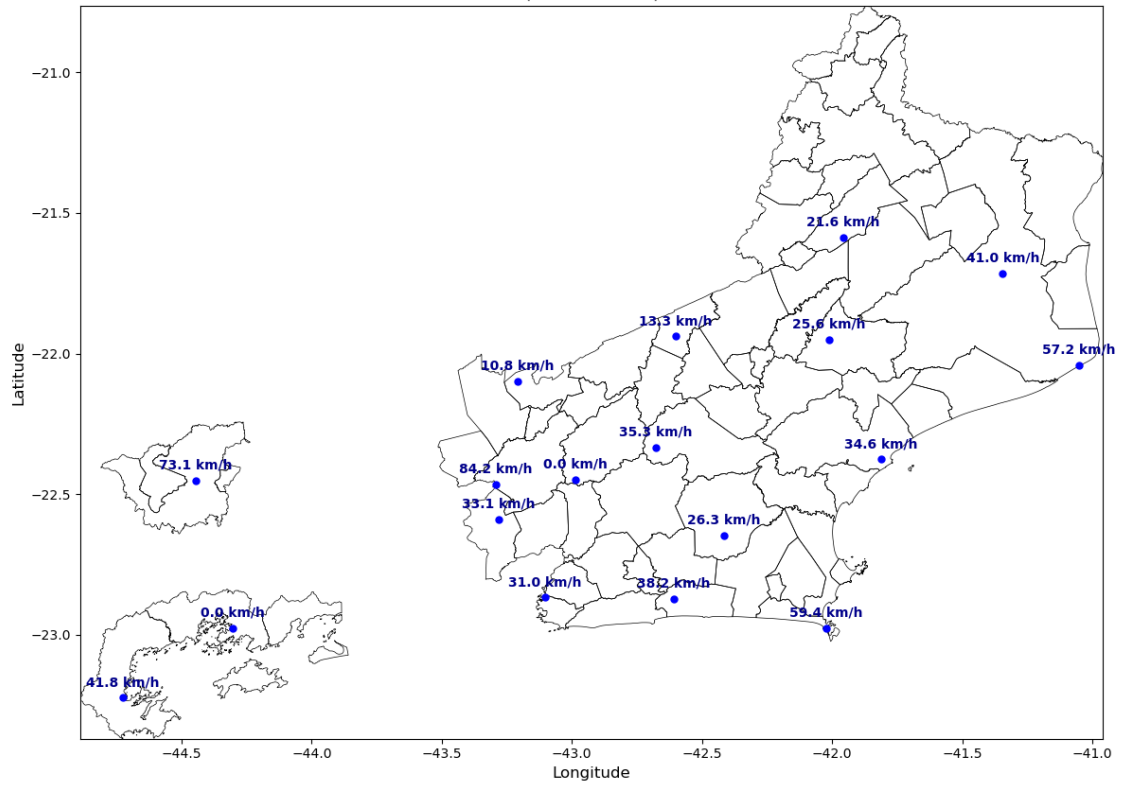 −21.0
−21.5
21.6 km/h
41.0 km/h
13.3 km/h
25.6 km/h
−22.0
57.2 km/h
10.8 km/h
35.3 km/h
34.6 km/h
73.1 km/h
84.2 km/h
0.0 km/h
−22.5
33.1 km/h
26.3 km/h
31.0 km/h
38.2 km/h
0.0 km/h
59.4 km/h
−23.0
41.8 km/h
Latitude
−44.5
−44.0
−43.5
−43.0
−42.5
−42.0
−41.5
−41.0
Longitude